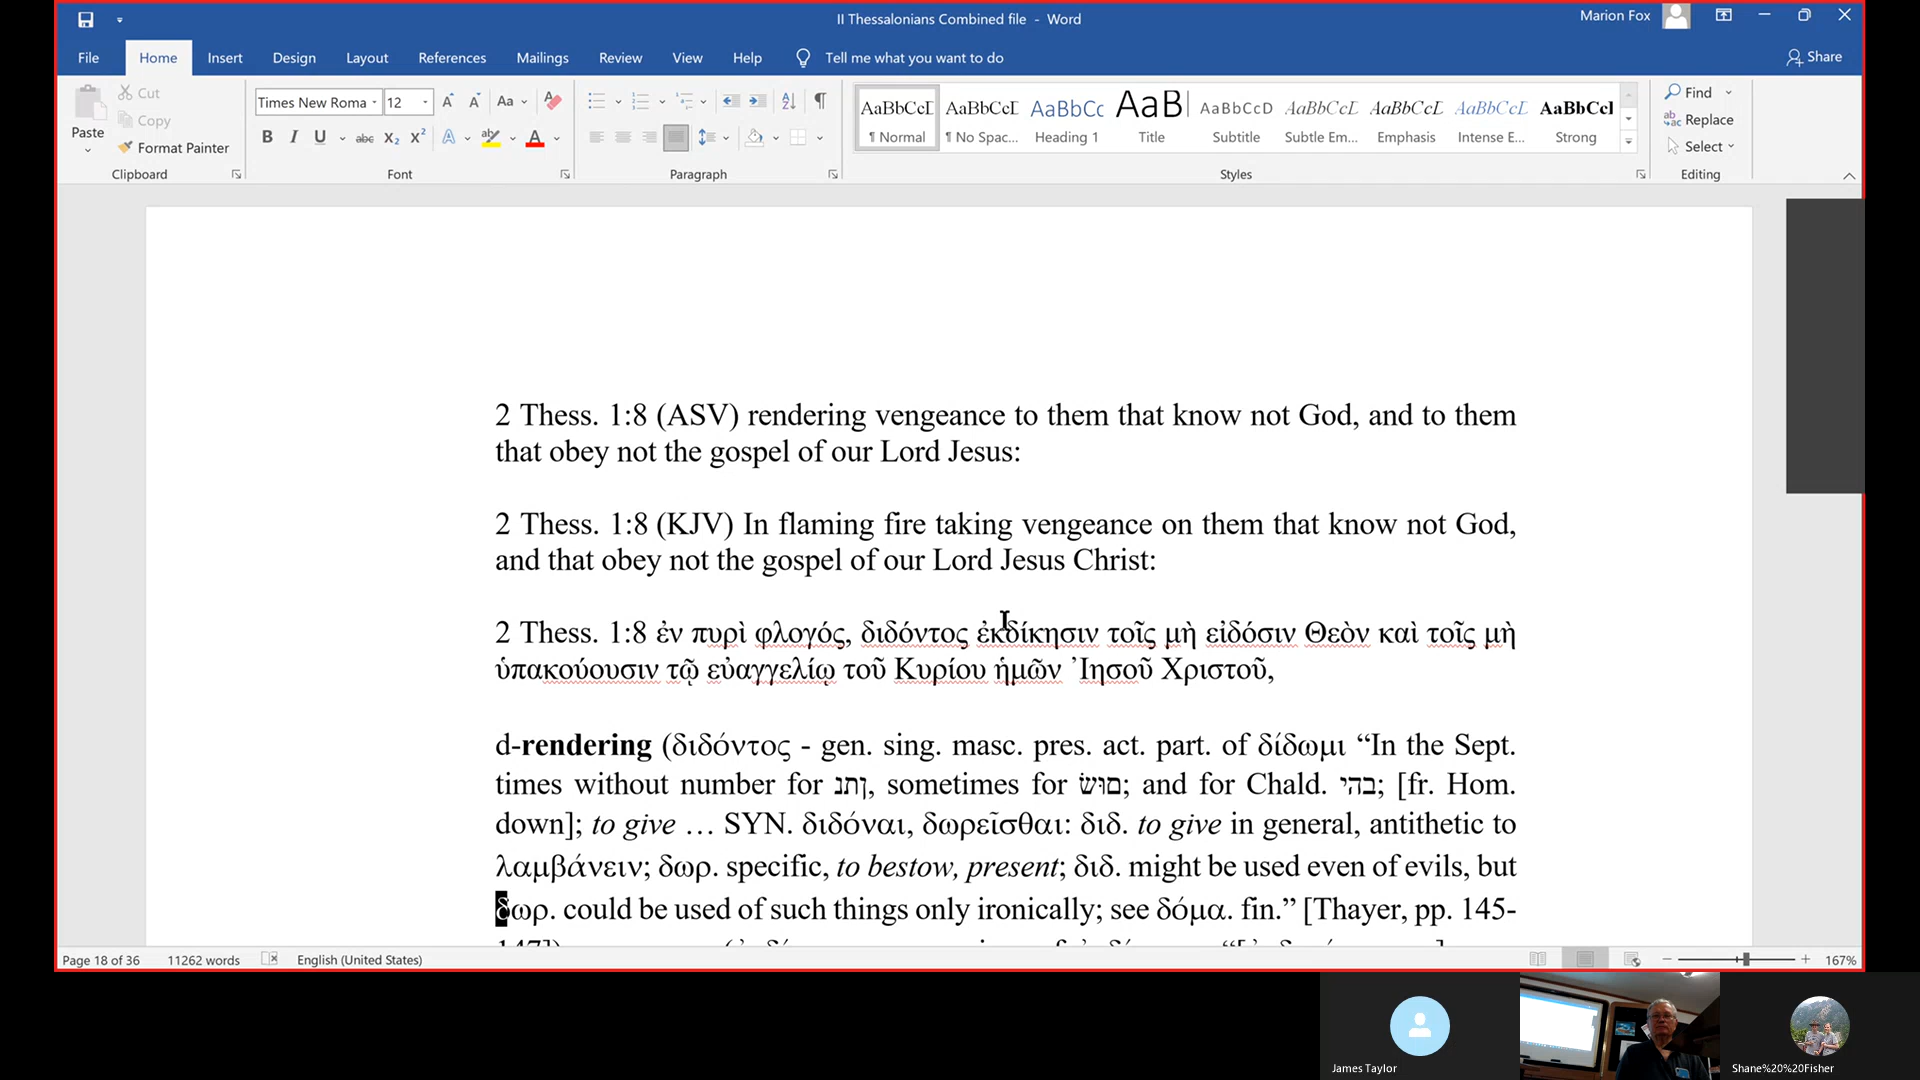 II Thessalonians Combined file - Word
Marion Fox
File Home Insert Design Layout References Mailings Review View Help Tell me what you want to do Share
Paste Cut Copy Format Painter
Times New Roma 12 Aa
AaBbCcI AaBbCcI AaBbCc AaB AaBbCcD AaBbCcL AaBbCcL AaBbCcL AaBbCcl
¶ Normal ¶ No Spac... Heading 1 Title Subtitle Subtle Em... Emphasis Intense E... Strong
Find
Replace
Select
Clipboard Font Paragraph Styles Editing
2 Thess. 1:8 (ASV) rendering vengeance to them that know not God, and to them
that obey not the gospel of our Lord Jesus:
2 Thess. 1:8 (KJV) In flaming fire taking vengeance on them that know not God,
and that obey not the gospel of our Lord Jesus Christ:
2 Thess. 1:8 ἐν πυρὶ φλογός, διδόντος ἐκδίκησιν τοῖς μὴ εἰδόσιν Θεὸν καὶ τοῖς μὴ
ὑπακούουσιν τῷ εὐαγγελίῳ τοῦ Κυρίου ἡμῶν Ἰησοῦ Χριστοῦ,
d-rendering (διδόντος - gen. sing. masc. pres. act. part. of δίδωμι “In the Sept.
times without number for ןתנ, sometimes for םוּשׂ; and for Chald. בהי; [fr. Hom.
down]; to give … SYN. διδόναι, δωρεῖσθαι: διδ. to give in general, antithetic to
λαμβάνειν; δωρ. specific, to bestow, present; διδ. might be used even of evils, but
δωρ. could be used of such things only ironically; see δόμα. fin.” [Thayer, pp. 145-
Page 18 of 36 11262 words English (United States) 167%
James Taylor
Shane%20%20Fisher